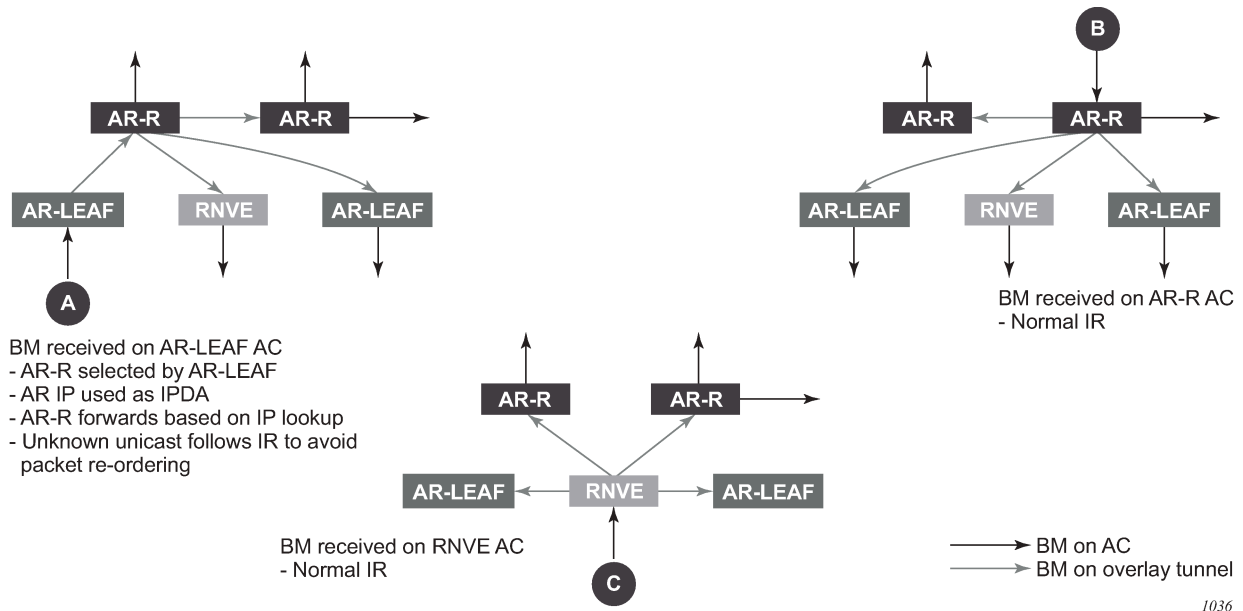 B
AR-R
AR-R
AR-R
AR-R
AR-LEAF
RNVE
AR-LEAF
AR-LEAF
RNVE
AR-LEAF
A
BM received on AR-LEAF AC
- AR-R selected by AR-LEAF
- AR IP used as IPDA
- AR-R forwards based on IP lookup
- Unknown unicast follows IR to avoid
packet re-ordering
BM received on AR-R AC
- Normal IR
AR-R
AR-R
AR-LEAF
RNVE
AR-LEAF
BM received on RNVE AC
- Normal IR
C
BM on AC
BM on overlay tunnel
1036